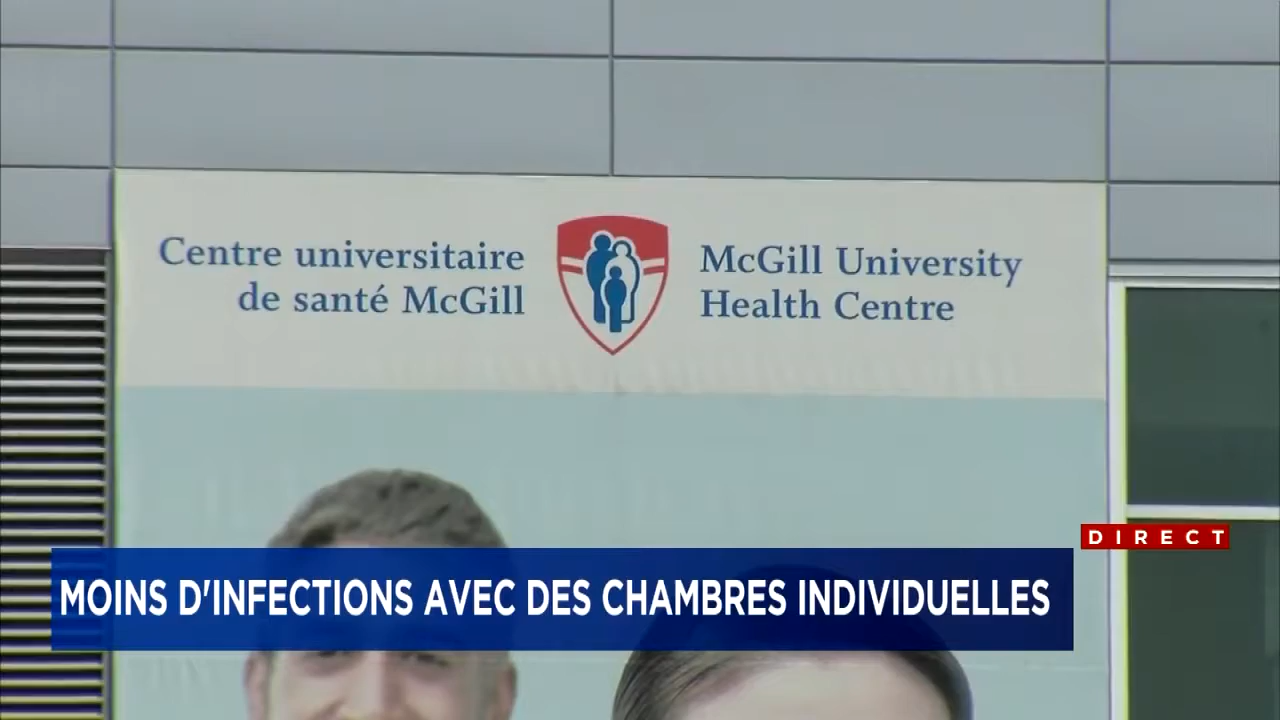 Centre universitaire
de santé McGill
McGill University
Health Centre
DIRECT
MOINS D'INFECTIONS AVEC DES CHAMBRES INDIVIDUELLES